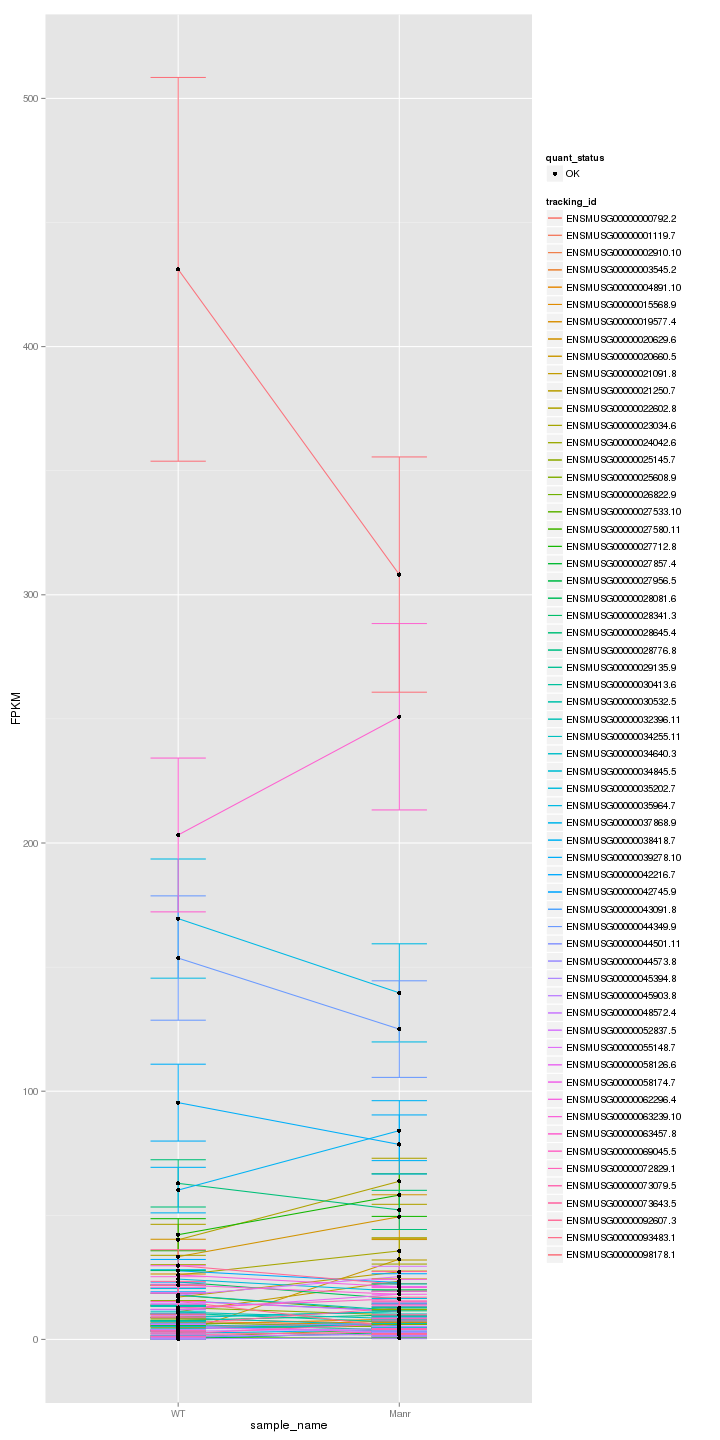 500
400
300
200
100
0
FPKM
WT
Manr
sample_name
quant_status
OK
tracking_id
ENSMUSG00000000792.2
ENSMUSG00000001119.7
ENSMUSG00000002910.10
ENSMUSG00000003545.2
ENSMUSG00000004891.10
ENSMUSG00000015568.9
ENSMUSG00000019577.4
ENSMUSG00000020629.6
ENSMUSG00000020660.5
ENSMUSG00000021091.8
ENSMUSG00000021250.7
ENSMUSG00000022602.8
ENSMUSG00000023034.6
ENSMUSG00000024042.6
ENSMUSG00000025145.7
ENSMUSG00000025608.9
ENSMUSG00000026822.9
ENSMUSG00000027533.10
ENSMUSG00000027580.11
ENSMUSG00000027712.8
ENSMUSG00000027857.4
ENSMUSG00000027956.5
ENSMUSG00000028081.6
ENSMUSG00000028341.3
ENSMUSG00000028645.4
ENSMUSG00000028776.8
ENSMUSG00000029135.9
ENSMUSG00000030413.6
ENSMUSG00000030532.5
ENSMUSG00000032396.11
ENSMUSG00000034255.11
ENSMUSG00000034640.3
ENSMUSG00000034845.5
ENSMUSG00000035202.7
ENSMUSG00000035964.7
ENSMUSG00000037868.9
ENSMUSG00000038418.7
ENSMUSG00000039278.10
ENSMUSG00000042216.7
ENSMUSG00000042745.9
ENSMUSG00000043091.8
ENSMUSG00000044349.9
ENSMUSG00000044501.11
ENSMUSG00000044573.8
ENSMUSG00000045394.8
ENSMUSG00000045903.8
ENSMUSG00000048572.4
ENSMUSG00000052837.5
ENSMUSG00000055148.7
ENSMUSG00000058126.6
ENSMUSG00000058174.7
ENSMUSG00000062296.4
ENSMUSG00000063239.10
ENSMUSG00000063457.8
ENSMUSG00000069045.5
ENSMUSG00000072829.1
ENSMUSG00000073079.5
ENSMUSG00000073643.5
ENSMUSG00000092607.3
ENSMUSG00000093483.1
ENSMUSG00000098178.1